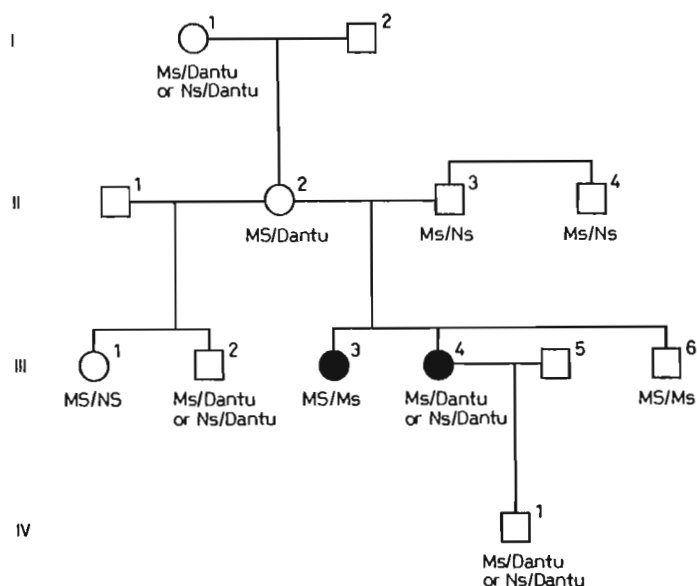 I
1
2
Ms/Dantu
or Ns/Dantu
II
1
2
3
4
MS/Dantu
Ms/Ns
Ms/Ns
III
1
2
3
4
5
6
MS/NS
Ms/Dantu
or Ns/Dantu
MS/Ms
Ms/Dantu
or Ns/Dantu
MS/Ms
IV
1
Ms/Dantu
or Ns/Dantu